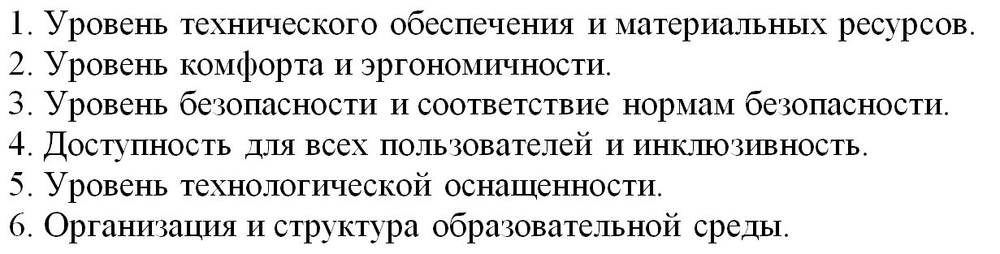 1. Уровень технического обеспечения и материальных ресурсов.
2. Уровень комфорта и эргономичности.
3. Уровень безопасности и соответствие нормам безопасности.
4. Доступность для всех пользователей и инклюзивность.
5. Уровень технологической оснащенности.
6. Организация и структура образовательной среды.